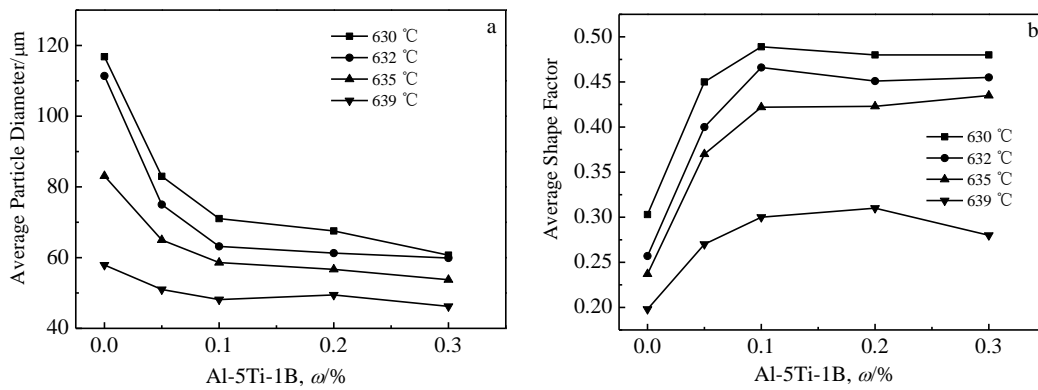 a
630 ℃
632 ℃
635 ℃
639 ℃
120
100
80
60
40
Average Particle Diameter/μm
0.0 0.1 0.2 0.3
Al-5Ti-1B, ω/%
b
0.50
0.45
0.40
0.35
0.30
0.25
0.20
Average Shape Factor
630 ℃
632 ℃
635 ℃
639 ℃
0.0 0.1 0.2 0.3
Al-5Ti-1B, ω/%